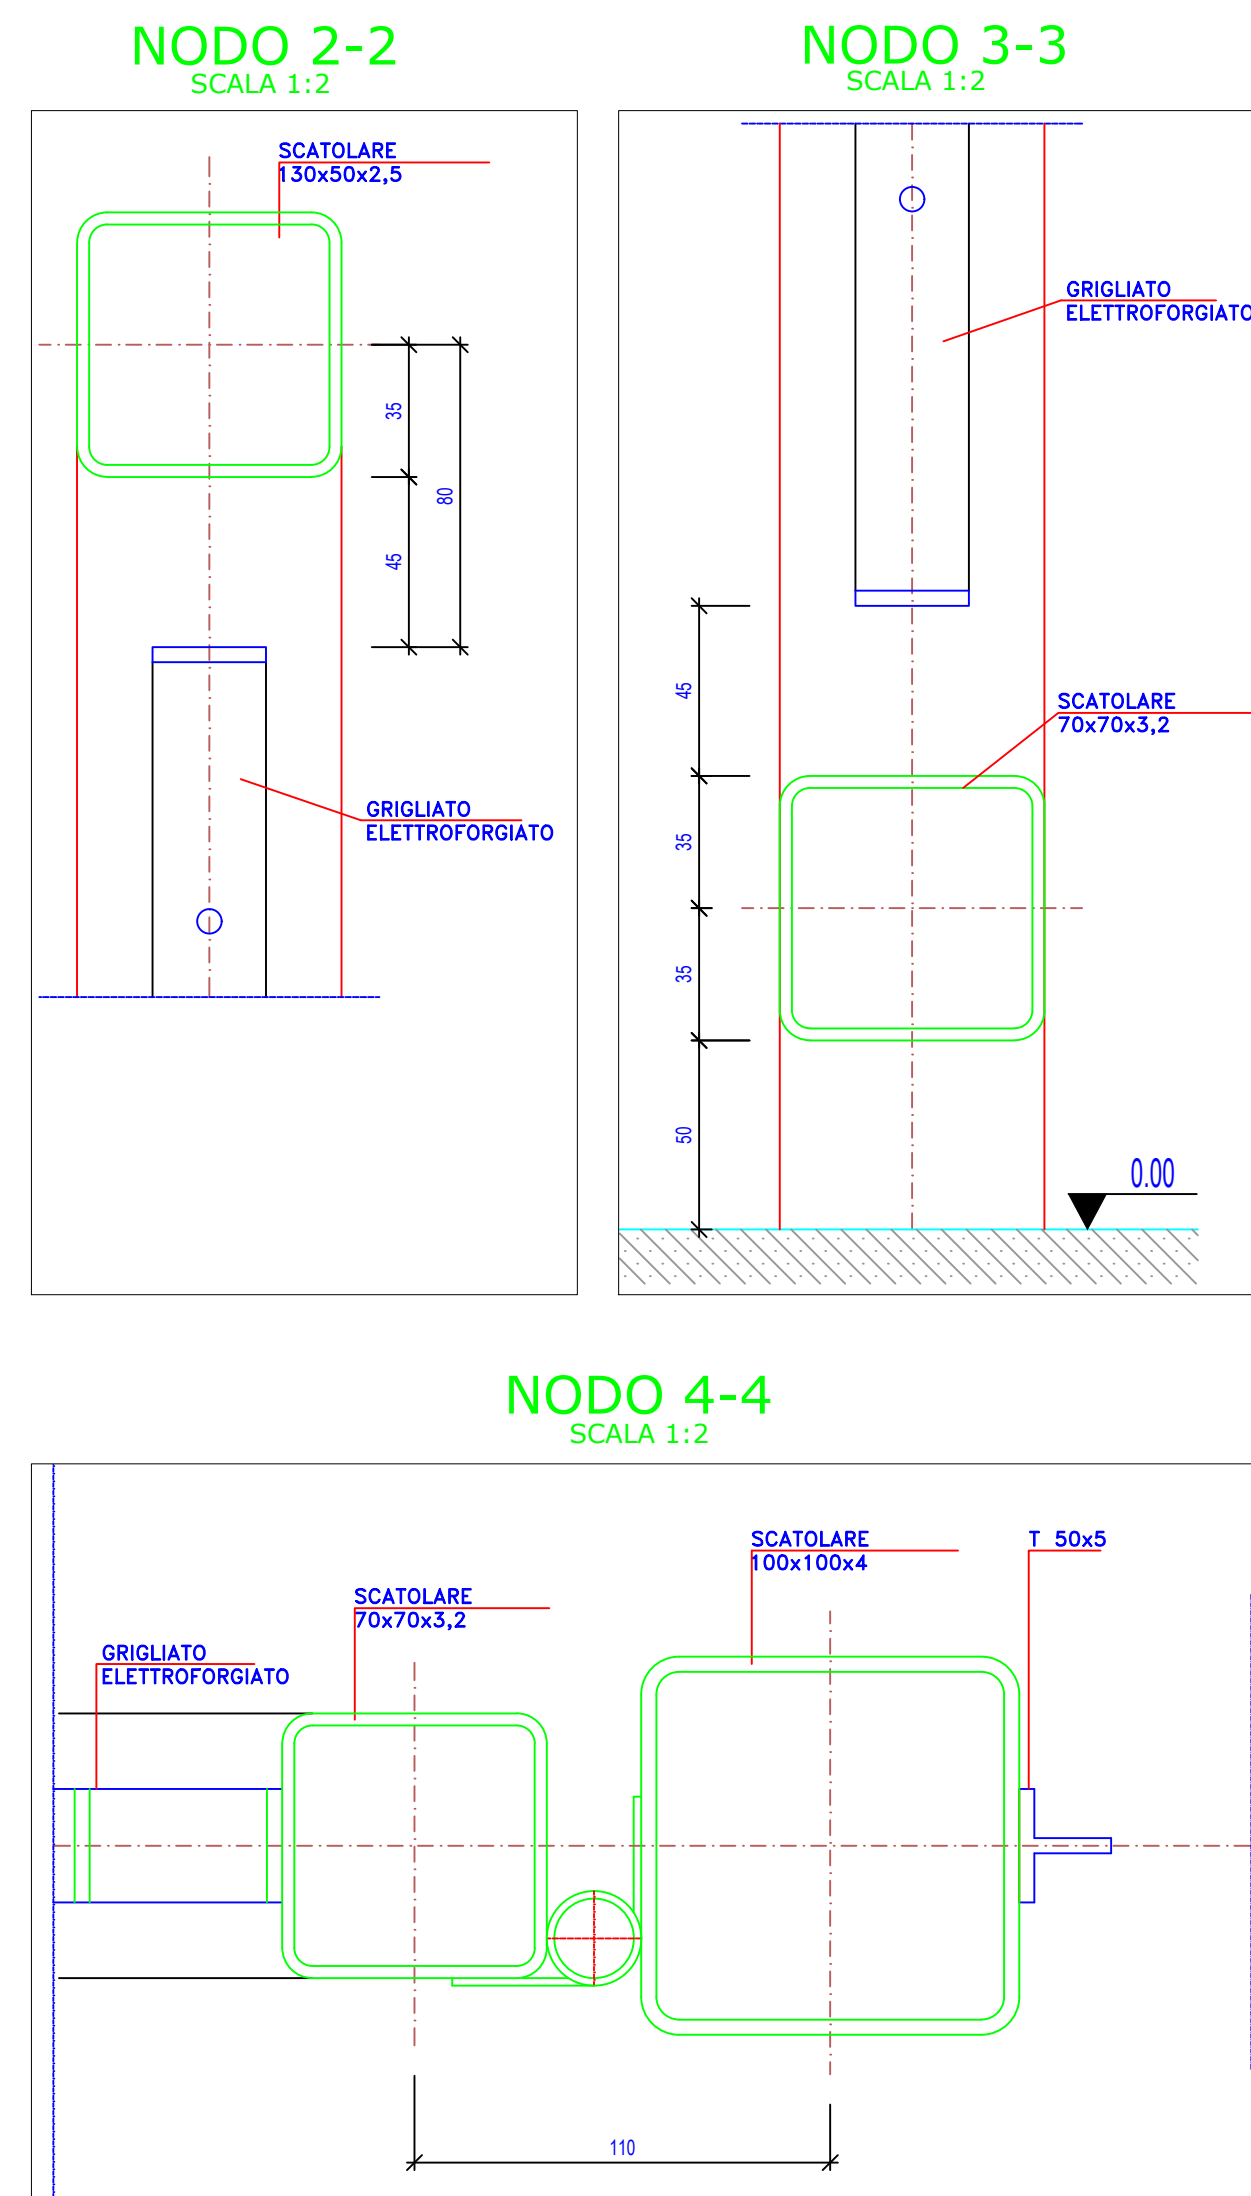 NODO 2-2
SCALA 1:2
SCATOLARE
130x50x2,5
35
80
45
GRIGLIATO
ELETTROFORGIATO
NODO 3-3
SCALA 1:2
GRIGLIATO
ELETTROFORGIATO
45
SCATOLARE
70x70x3,2
35
35
50
0.00
NODO 4-4
SCALA 1:2
SCATOLARE
100x100x4
T 50x5
SCATOLARE
70x70x3,2
GRIGLIATO
ELETTROFORGIATO
110